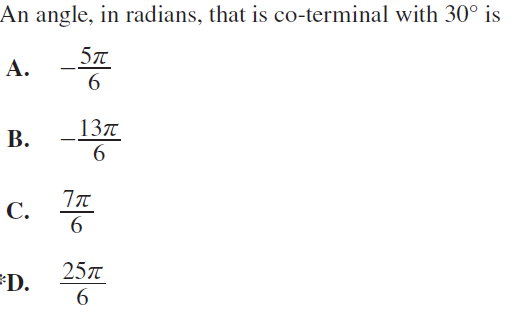 An angle, in radians, that is co-terminal with 30° is
A. −5π/6
B. −13π/6
C. 7π/6
*D. 25π/6